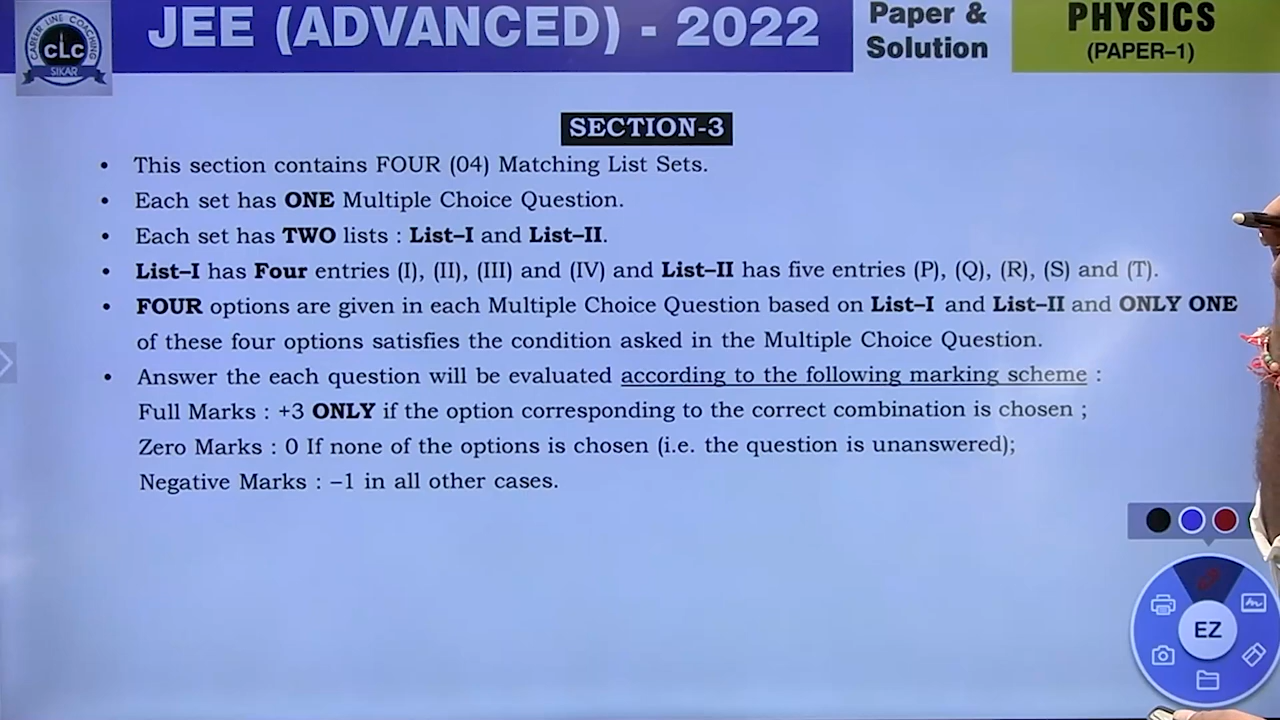 CAREER LINE COACHING
CLC
SIKAR
JEE (ADVANCED) - 2022
Paper &
Solution
PHYSICS
(PAPER–1)
SECTION-3
• This section contains FOUR (04) Matching List Sets.
• Each set has ONE Multiple Choice Question.
• Each set has TWO lists : List–I and List–II.
• List–I has Four entries (I), (II), (III) and (IV) and List–II has five entries (P), (Q), (R), (S) and (T).
• FOUR options are given in each Multiple Choice Question based on List–I and List–II and ONLY ONE
of these four options satisfies the condition asked in the Multiple Choice Question.
• Answer the each question will be evaluated according to the following marking scheme :
Full Marks : +3 ONLY if the option corresponding to the correct combination is chosen ;
Zero Marks : 0 If none of the options is chosen (i.e. the question is unanswered);
Negative Marks : –1 in all other cases.
EZ